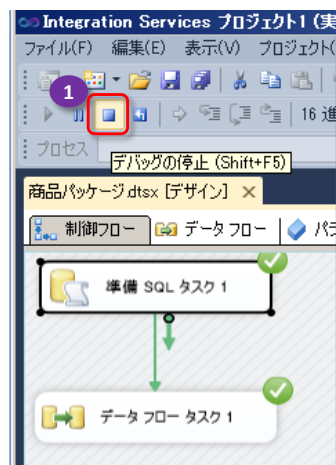 Integration Services プロジェクト1 (実
ファイル(F) 編集(E) 表示(V) プロジェクト(
1
16 進
プロセス
デバッグの停止 (Shift+F5)
商品パッケージ.dtsx [デザイン]
制御フロー データ フロー パラ
準備 SQL タスク 1
データ フロー タスク 1